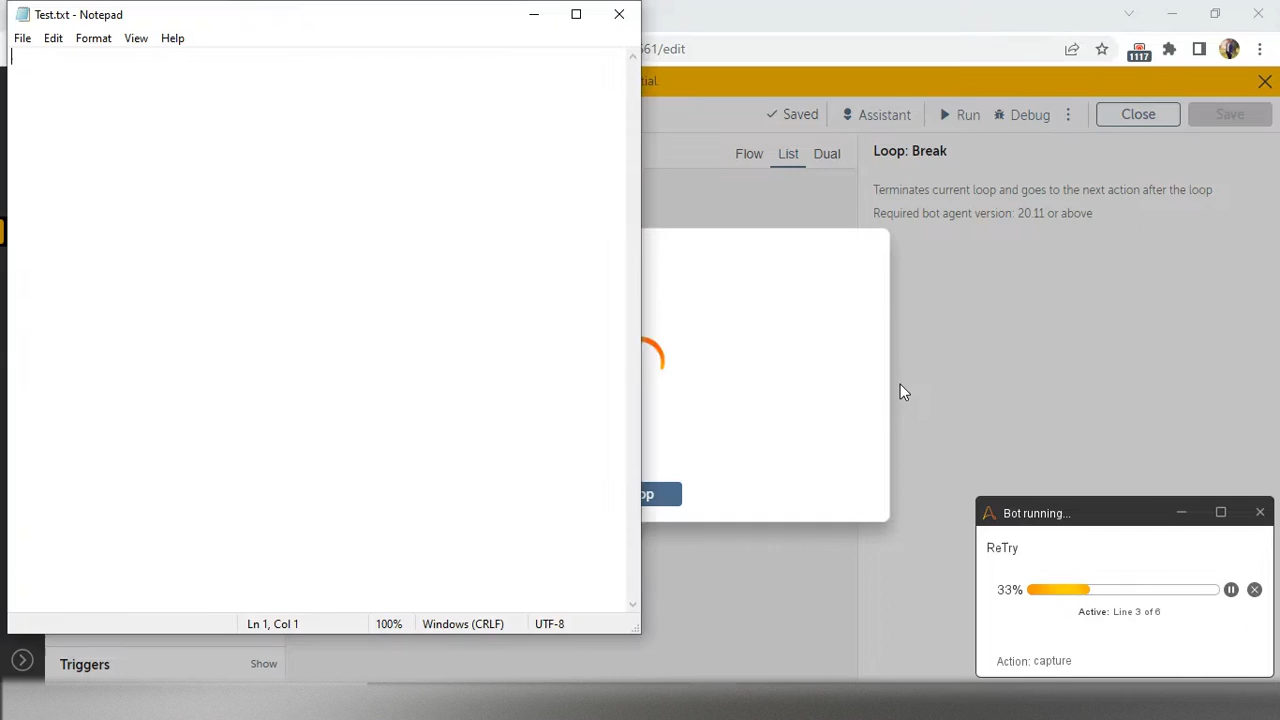 Test.txt - Notepad
File Edit Format View Help
Ln 1, Col 1 100% Windows (CRLF) UTF-8
61/edit
1117
tial.
Saved Assistant Run Debug Close Save
Flow List Dual
Loop: Break
Terminates current loop and goes to the next action after the loop
Required bot agent version: 20.11 or above
op
Triggers Show
Bot running...
ReTry
33%
Active: Line 3 of 6
Action: capture